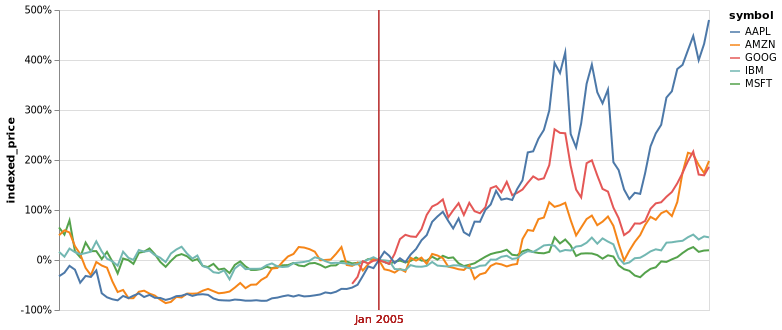 500%
400%
300%
200%
100%
0%
-100%
indexed_price
Jan 2005
symbol
AAPL
AMZN
GOOG
IBM
MSFT